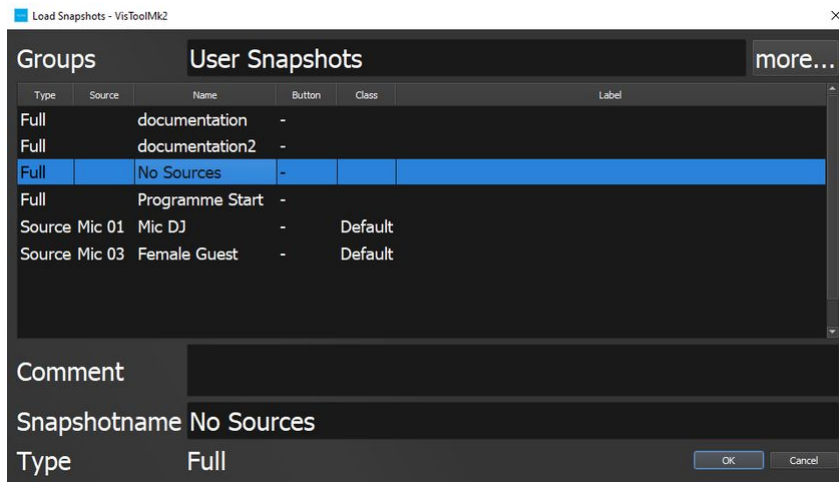 Load Snapshots - VisToolMk2
Groups User Snapshots more...
Type Source Name Button Class Label
Full documentation -
Full documentation2 -
Full No Sources -
Full Programme Start -
Source Mic 01 Mic DJ - Default
Source Mic 03 Female Guest - Default
Comment
Snapshotname No Sources
Type Full
OK Cancel